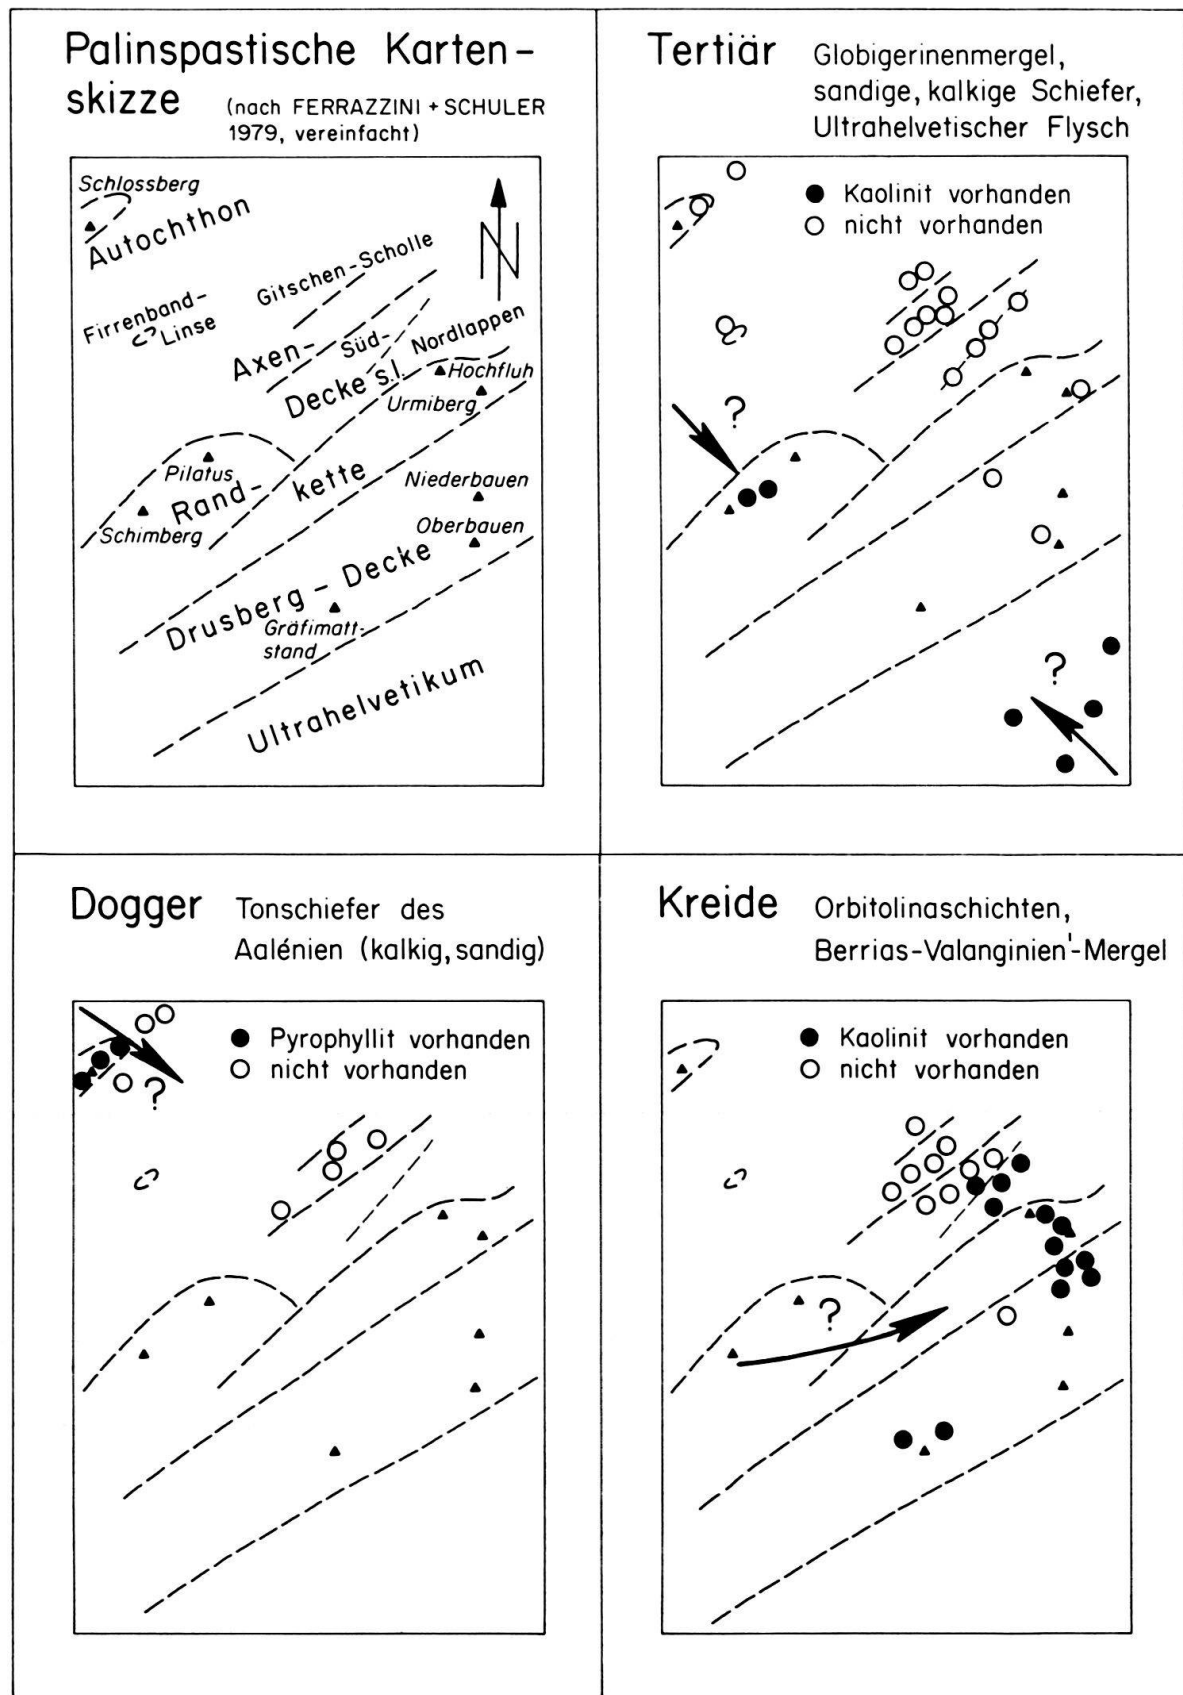 Palinspastische Karten-
skizze (nach FERRAZZINI + SCHULER
1979, vereinfacht)
Schlossberg
Autochthon
N
Gitschen-Scholle
Firrenband-
Linse
Axen-
Süd-
Nordlappen
Decke s.l.
Hochfluh
Urmiberg
Pilatus
Rand-
kette
Schimberg
Niederbauen
Oberbauen
Drusberg-Decke
Gräfimatt-
stand
Ultrahelvetikum
Tertiär Globigerinenmergel,
sandige, kalkige Schiefer,
Ultrahelvetischer Flysch
Kaolinit vorhanden
nicht vorhanden
?
?
Dogger Tonschiefer des
Aalénien (kalkig, sandig)
Pyrophyllit vorhanden
nicht vorhanden
?
Kreide Orbitolinaschichten,
Berrias-Valanginien'-Mergel
Kaolinit vorhanden
nicht vorhanden
?